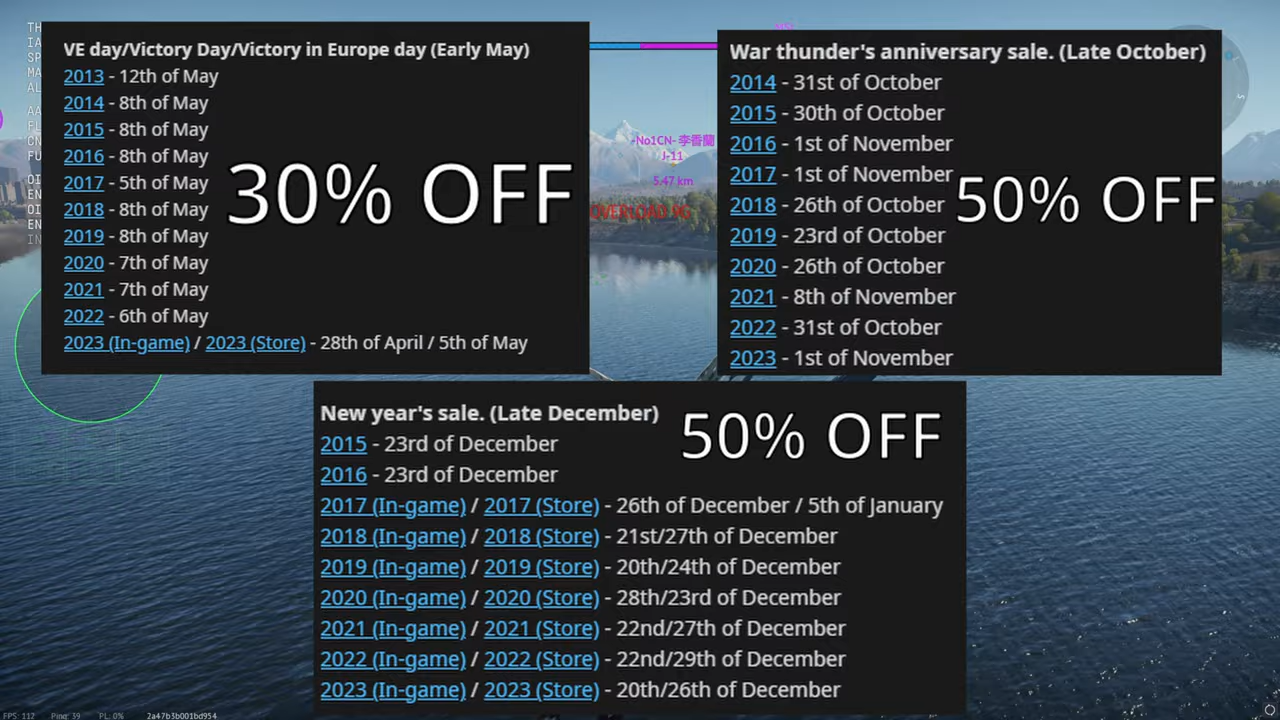 VE day/Victory Day/Victory in Europe day (Early May)
2013 - 12th of May
2014 - 8th of May
2015 - 8th of May
2016 - 8th of May
2017 - 5th of May
2018 - 8th of May
2019 - 8th of May
2020 - 7th of May
2021 - 7th of May
2022 - 6th of May
2023 (In-game) / 2023 (Store) - 28th of April / 5th of May
30% OFF
-No1CN- 李香蘭
J-11
5.47 km
OVERLOAD 9G
War thunder's anniversary sale. (Late October)
2014 - 31st of October
2015 - 30th of October
2016 - 1st of November
2017 - 1st of November
2018 - 26th of October
2019 - 23rd of October
2020 - 26th of October
2021 - 8th of November
2022 - 31st of October
2023 - 1st of November
50% OFF
New year's sale. (Late December)
50% OFF
2015 - 23rd of December
2016 - 23rd of December
2017 (In-game) / 2017 (Store) - 26th of December / 5th of January
2018 (In-game) / 2018 (Store) - 21st/27th of December
2019 (In-game) / 2019 (Store) - 20th/24th of December
2020 (In-game) / 2020 (Store) - 28th/23rd of December
2021 (In-game) / 2021 (Store) - 22nd/27th of December
2022 (In-game) / 2022 (Store) - 22nd/29th of December
2023 (In-game) / 2023 (Store) - 20th/26th of December
FPS: 112 Ping: 39 PL: 0% 2a47b3b001bd954